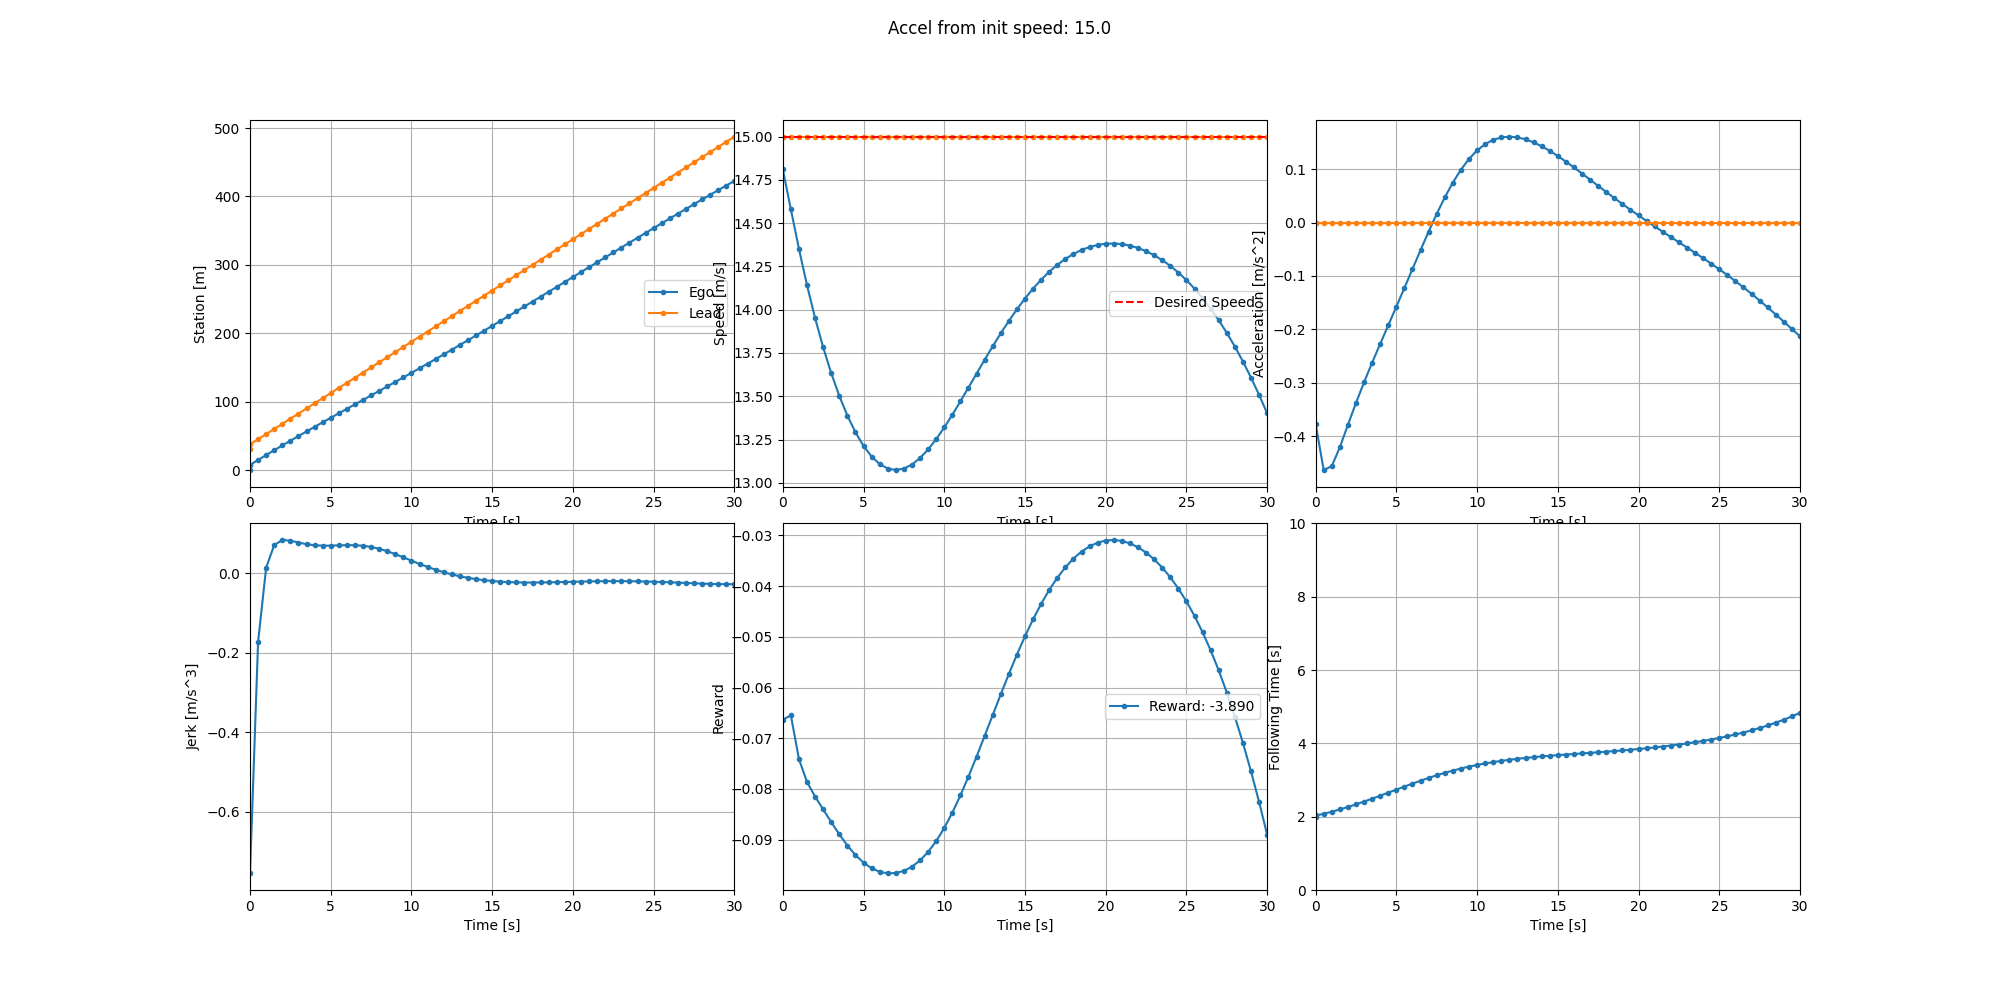 Accel from init speed: 15.0
Station [m]
500
400
300
200
100
0
0 5 10 15 20 25 30
Time [s]
Ego
Lead
Speed [m/s]
15.00
14.75
14.50
14.25
14.00
13.75
13.50
13.25
13.00
0 5 10 15 20 25 30
Time [s]
Desired Speed
Acceleration [m/s^2]
0.1
0.0
−0.1
−0.2
−0.3
−0.4
0 5 10 15 20 25 30
Time [s]
Jerk [m/s^3]
0.0
−0.2
−0.4
−0.6
0 5 10 15 20 25 30
Time [s]
Reward
−0.03
−0.04
−0.05
−0.06
−0.07
−0.08
−0.09
0 5 10 15 20 25 30
Time [s]
Reward: -3.890
Following Time [s]
10
8
6
4
2
0
0 5 10 15 20 25 30
Time [s]